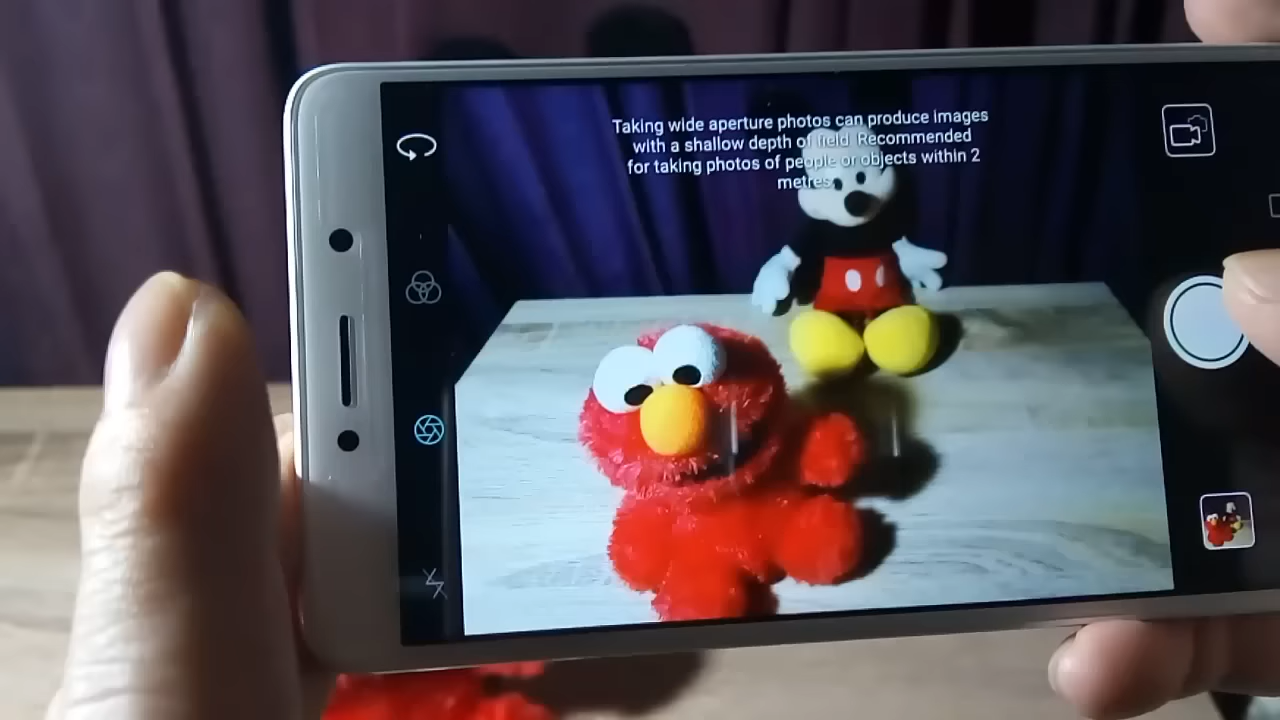 Taking wide aperture photos can produce images
with a shallow depth of field. Recommended
for taking photos of people or objects within 2
metres.